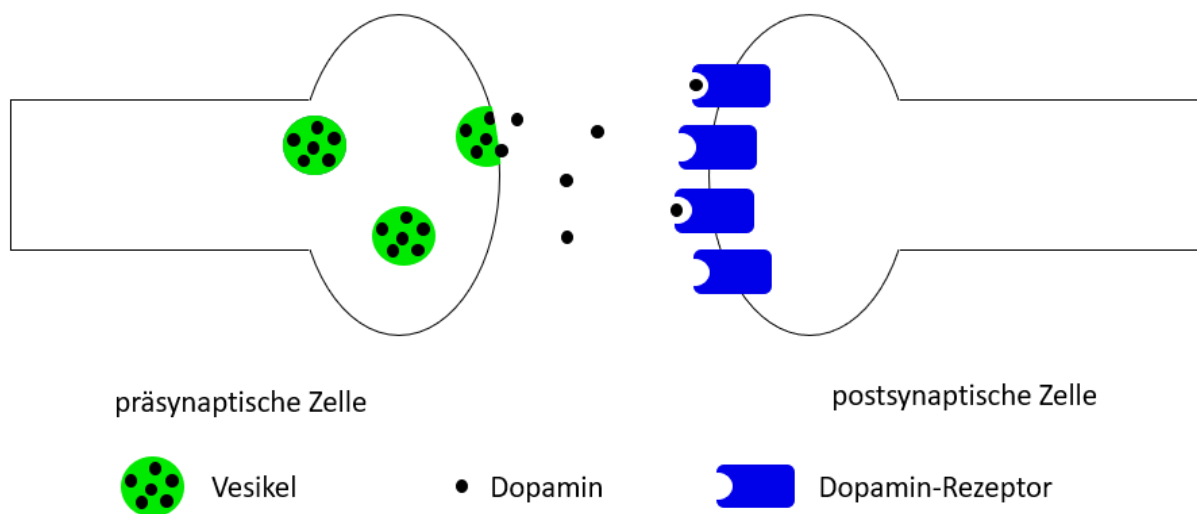 präsynaptische Zelle
postsynaptische Zelle
Vesikel
Dopamin
Dopamin-Rezeptor